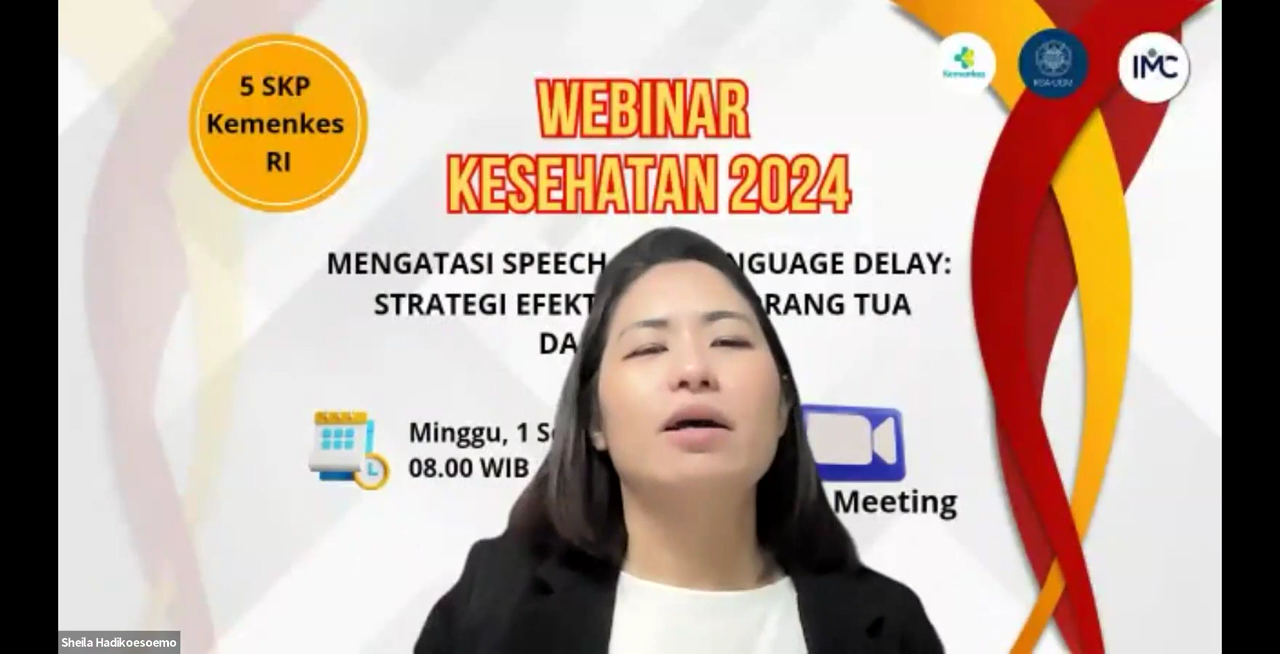 5 SKP
Kemenkes
RI
Kemenkes
IMC
WEBINAR
KESEHATAN 2024
MENGATASI SPEECH NGUAGE DELAY:
STRATEGI EFEKT RANG TUA
DA
Minggu, 1 S
08.00 WIB
Meeting
Sheila Hadikoesoemo